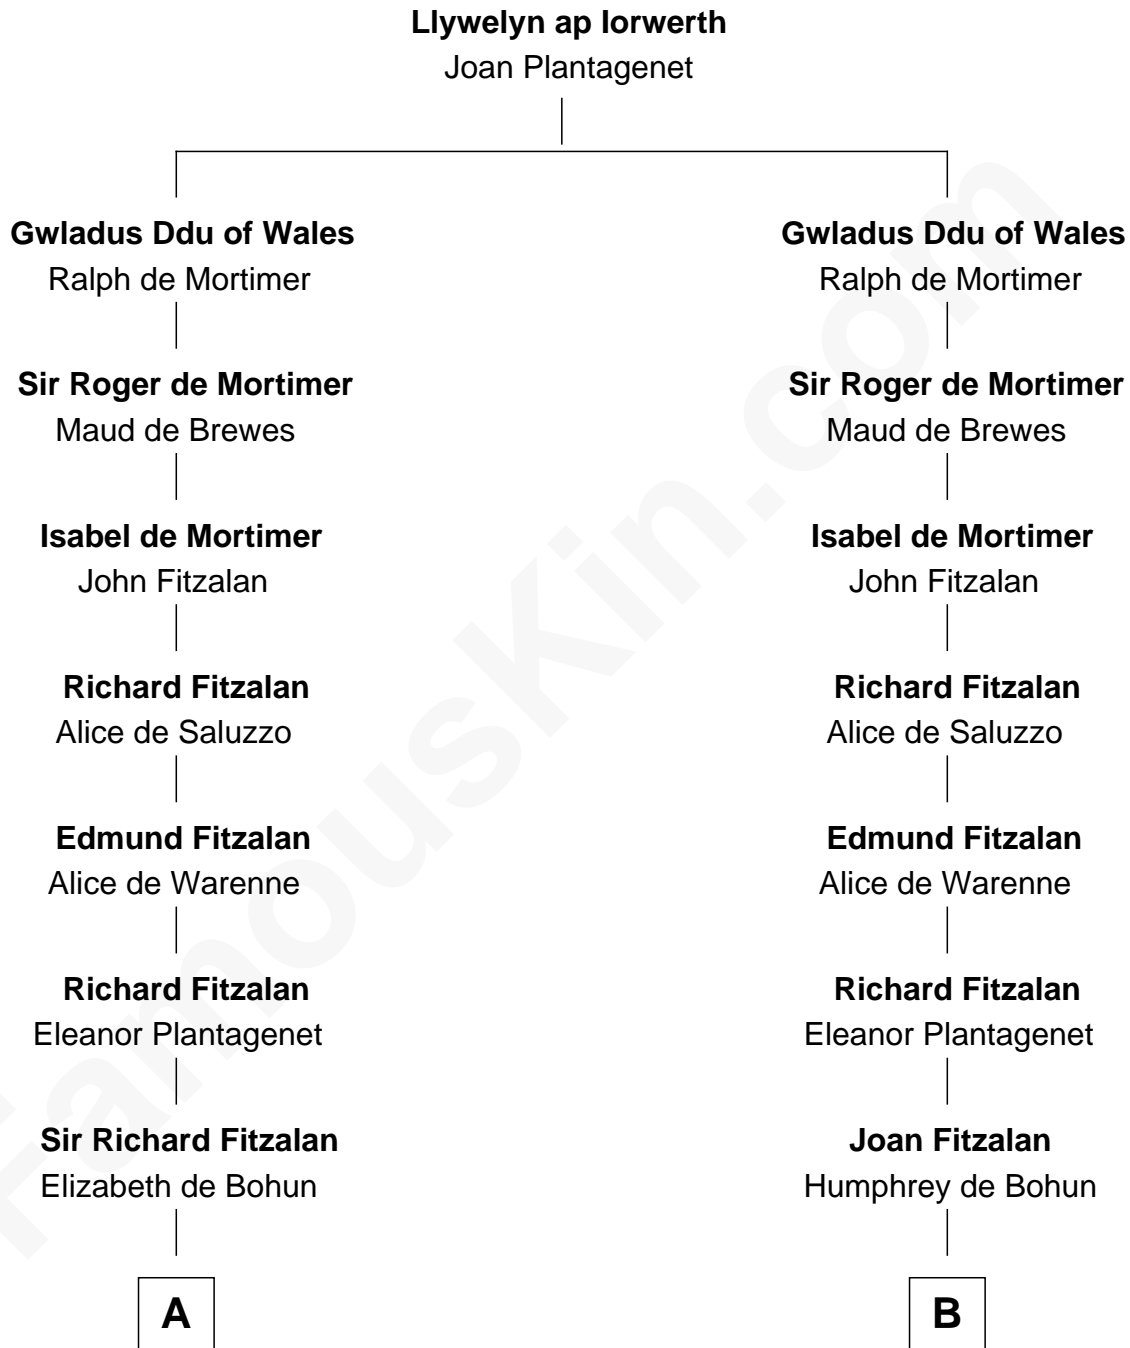 Llywelyn ap Iorwerth
Joan Plantagenet
Gwladus Ddu of Wales
Ralph de Mortimer
Sir Roger de Mortimer
Maud de Brewes
Isabel de Mortimer
John Fitzalan
Richard Fitzalan
Alice de Saluzzo
Edmund Fitzalan
Alice de Warenne
Richard Fitzalan
Eleanor Plantagenet
Sir Richard Fitzalan
Elizabeth de Bohun
A
Gwladus Ddu of Wales
Ralph de Mortimer
Sir Roger de Mortimer
Maud de Brewes
Isabel de Mortimer
John Fitzalan
Richard Fitzalan
Alice de Saluzzo
Edmund Fitzalan
Alice de Warenne
Richard Fitzalan
Eleanor Plantagenet
Joan Fitzalan
Humphrey de Bohun
B
FamousKin.com